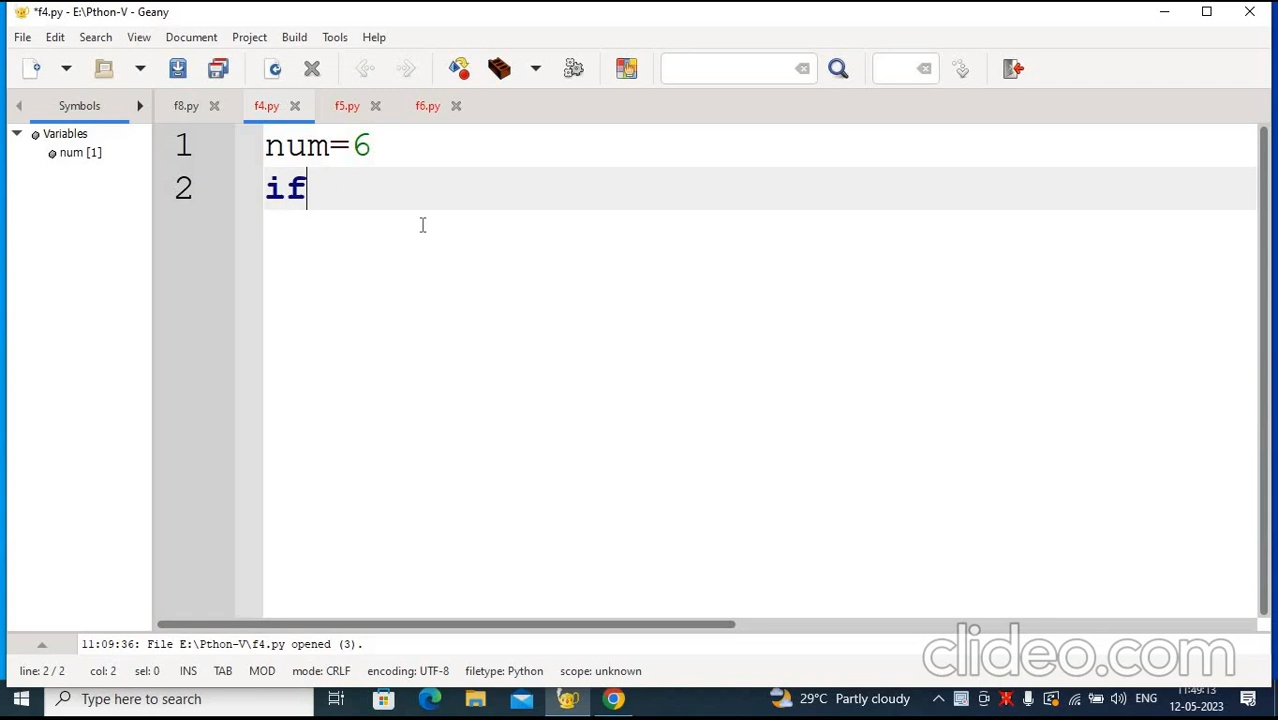 *f4.py - E:\Pthon-V - Geany
File Edit Search View Document Project Build Tools Help
Symbols f8.py f4.py f5.py f6.py
Variables
num [1]
1 num=6
2 if
11:09:36: File E:\Pthon-V\f4.py opened (3).
clideo.com
line: 2 / 2 col: 2 sel: 0 INS TAB MOD mode: CRLF encoding: UTF-8 filetype: Python scope: unknown
Type here to search 29°C Partly cloudy ENG 11:49:13
12-05-2023